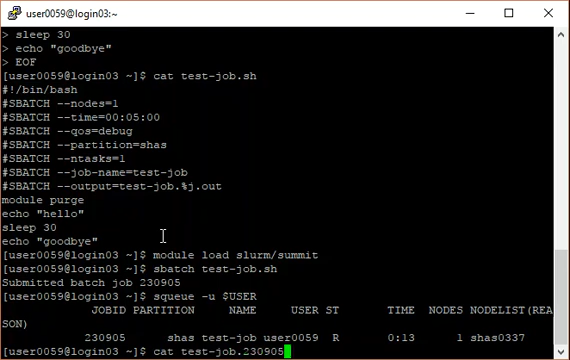 user0059@login03:~
> sleep 30
> echo "goodbye"
> EOF
[user0059@login03 ~]$ cat test-job.sh
#!/bin/bash
#SBATCH --nodes=1
#SBATCH --time=00:05:00
#SBATCH --qos=debug
#SBATCH --partition=shas
#SBATCH --ntasks=1
#SBATCH --job-name=test-job
#SBATCH --output=test-job.%j.out
module purge
echo "hello"
sleep 30
echo "goodbye"
[user0059@login03 ~]$ module load slurm/summit
[user0059@login03 ~]$ sbatch test-job.sh
Submitted batch job 230905
[user0059@login03 ~]$ squeue -u $USER
JOBID PARTITION NAME USER ST TIME NODES NODELIST(REA
SON)
230905 shas test-job user0059 R 0:13 1 shas0337
[user0059@login03 ~]$ cat test-job.230905